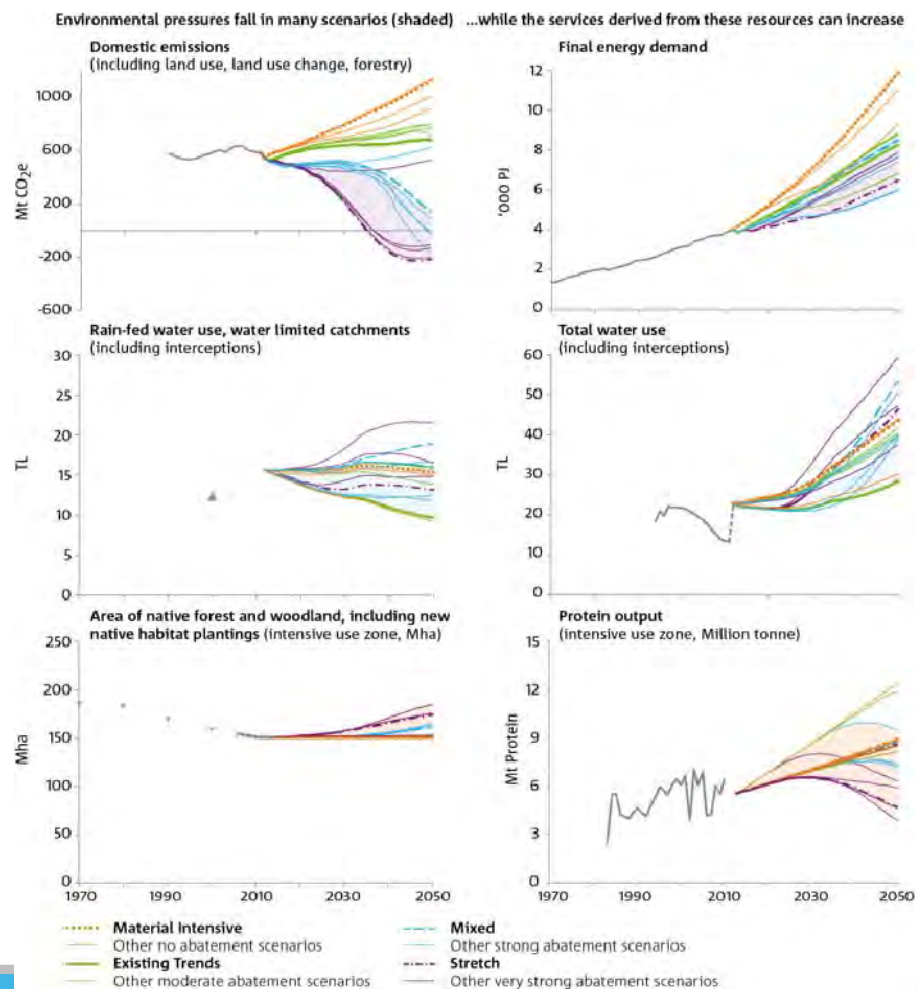 Environmental pressures fall in many scenarios (shaded)
...while the services derived from these resources can increase
Domestic emissions
(including land use, land use change, forestry)
1000
600
200
-200
-600
Mt CO2e
Final energy demand
12
10
8
6
4
2
0
'000 PJ
Rain-fed water use, water limited catchments
(including interceptions)
30
25
20
15
10
5
0
TL
Total water use
(including interceptions)
60
50
40
30
20
10
0
TL
Area of native forest and woodland, including new
native habitat plantings (intensive use zone, Mha)
250
200
150
100
50
0
Mha
1970 1990 2010 2030 2050
Protein output
(intensive use zone, Million tonne)
15
12
9
6
3
0
Mt Protein
1970 1990 2010 2030 2050
Material Intensive
Other no abatement scenarios
Existing Trends
Other moderate abatement scenarios
Mixed
Other strong abatement scenarios
Stretch
Other very strong abatement scenarios